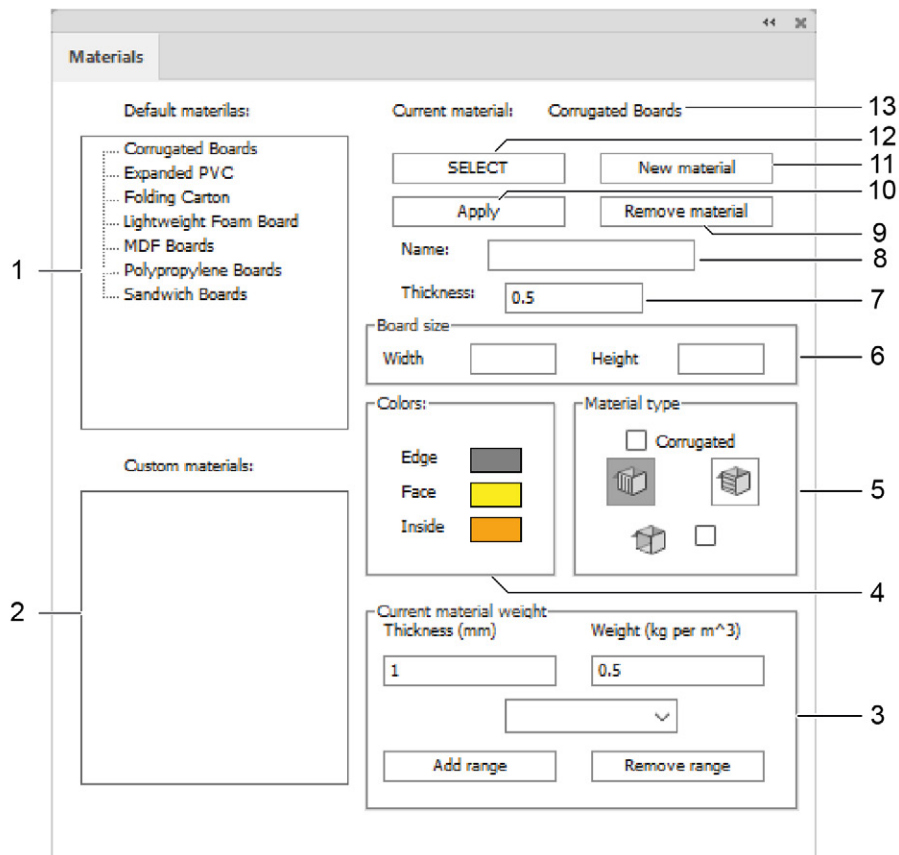 Materials
Default materilas:
Corrugated Boards
Expanded PVC
Folding Carton
Lightweight Foam Board
MDF Boards
Polypropylene Boards
Sandwich Boards
1
Custom materials:
2
Current material: Corrugated Boards
13
12
SELECT
New material
11
10
Apply
Remove material
9
Name:
8
Thickness:
0.5
7
Board size
Width
Height
6
Colors:
Edge
Face
Inside
4
Material type
Corrugated
5
Current material weight
Thickness (mm)
Weight (kg per m^3)
1
0.5
3
Add range
Remove range